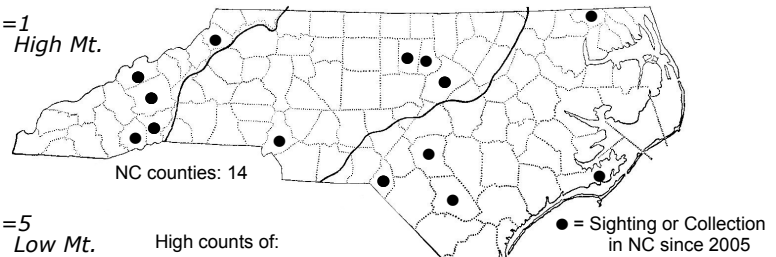 =1
High Mt.
NC counties: 14
=5
Low Mt.
High counts of:
● = Sighting or Collection
in NC since 2005